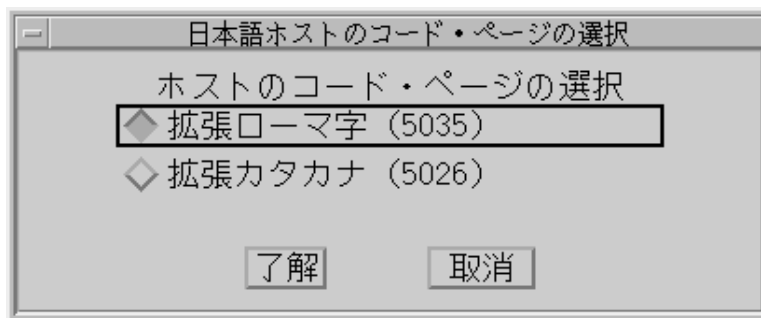 日本語ホストのコード・ページの選択
ホストのコード・ページの選択
拡張ローマ字 (5035)
拡張カタカナ (5026)
了解 取消